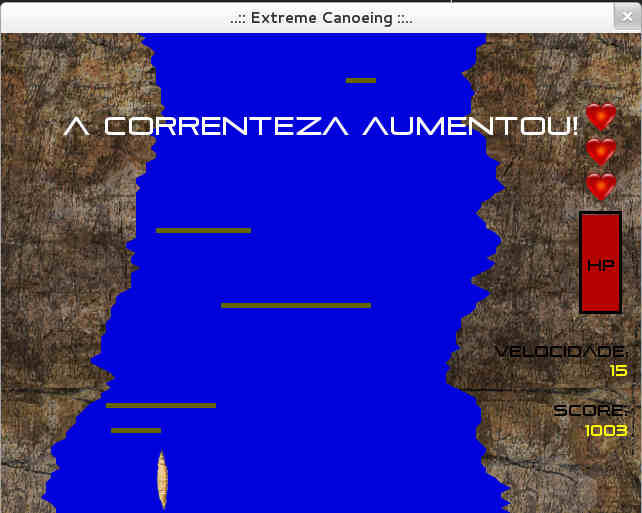 ..:: Extreme Canoeing ::..
A CORRENTEZA AUMENTOU!
HP
VELOCIDADE:
15
SCORE:
1003